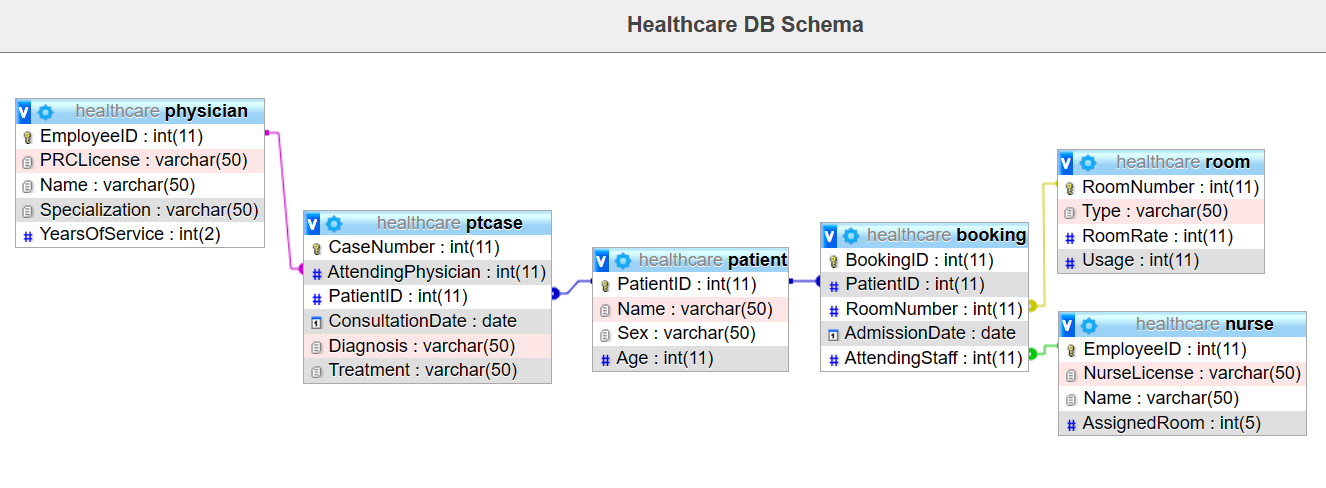 Healthcare DB Schema
v healthcare physician
EmployeeID : int(11)
PRCLicense : varchar(50)
Name : varchar(50)
Specialization : varchar(50)
# YearsOfService : int(2)
v healthcare ptcase
CaseNumber : int(11)
# AttendingPhysician : int(11)
# PatientID : int(11)
ConsultationDate : date
Diagnosis : varchar(50)
Treatment : varchar(50)
v healthcare patient
PatientID : int(11)
Name : varchar(50)
Sex : varchar(50)
# Age : int(11)
v healthcare booking
BookingID : int(11)
# PatientID : int(11)
# RoomNumber : int(11)
AdmissionDate : date
# AttendingStaff : int(11)
v healthcare room
RoomNumber : int(11)
Type : varchar(50)
# RoomRate : int(11)
# Usage : int(11)
v healthcare nurse
EmployeeID : int(11)
NurseLicense : varchar(50)
Name : varchar(50)
# AssignedRoom : int(5)